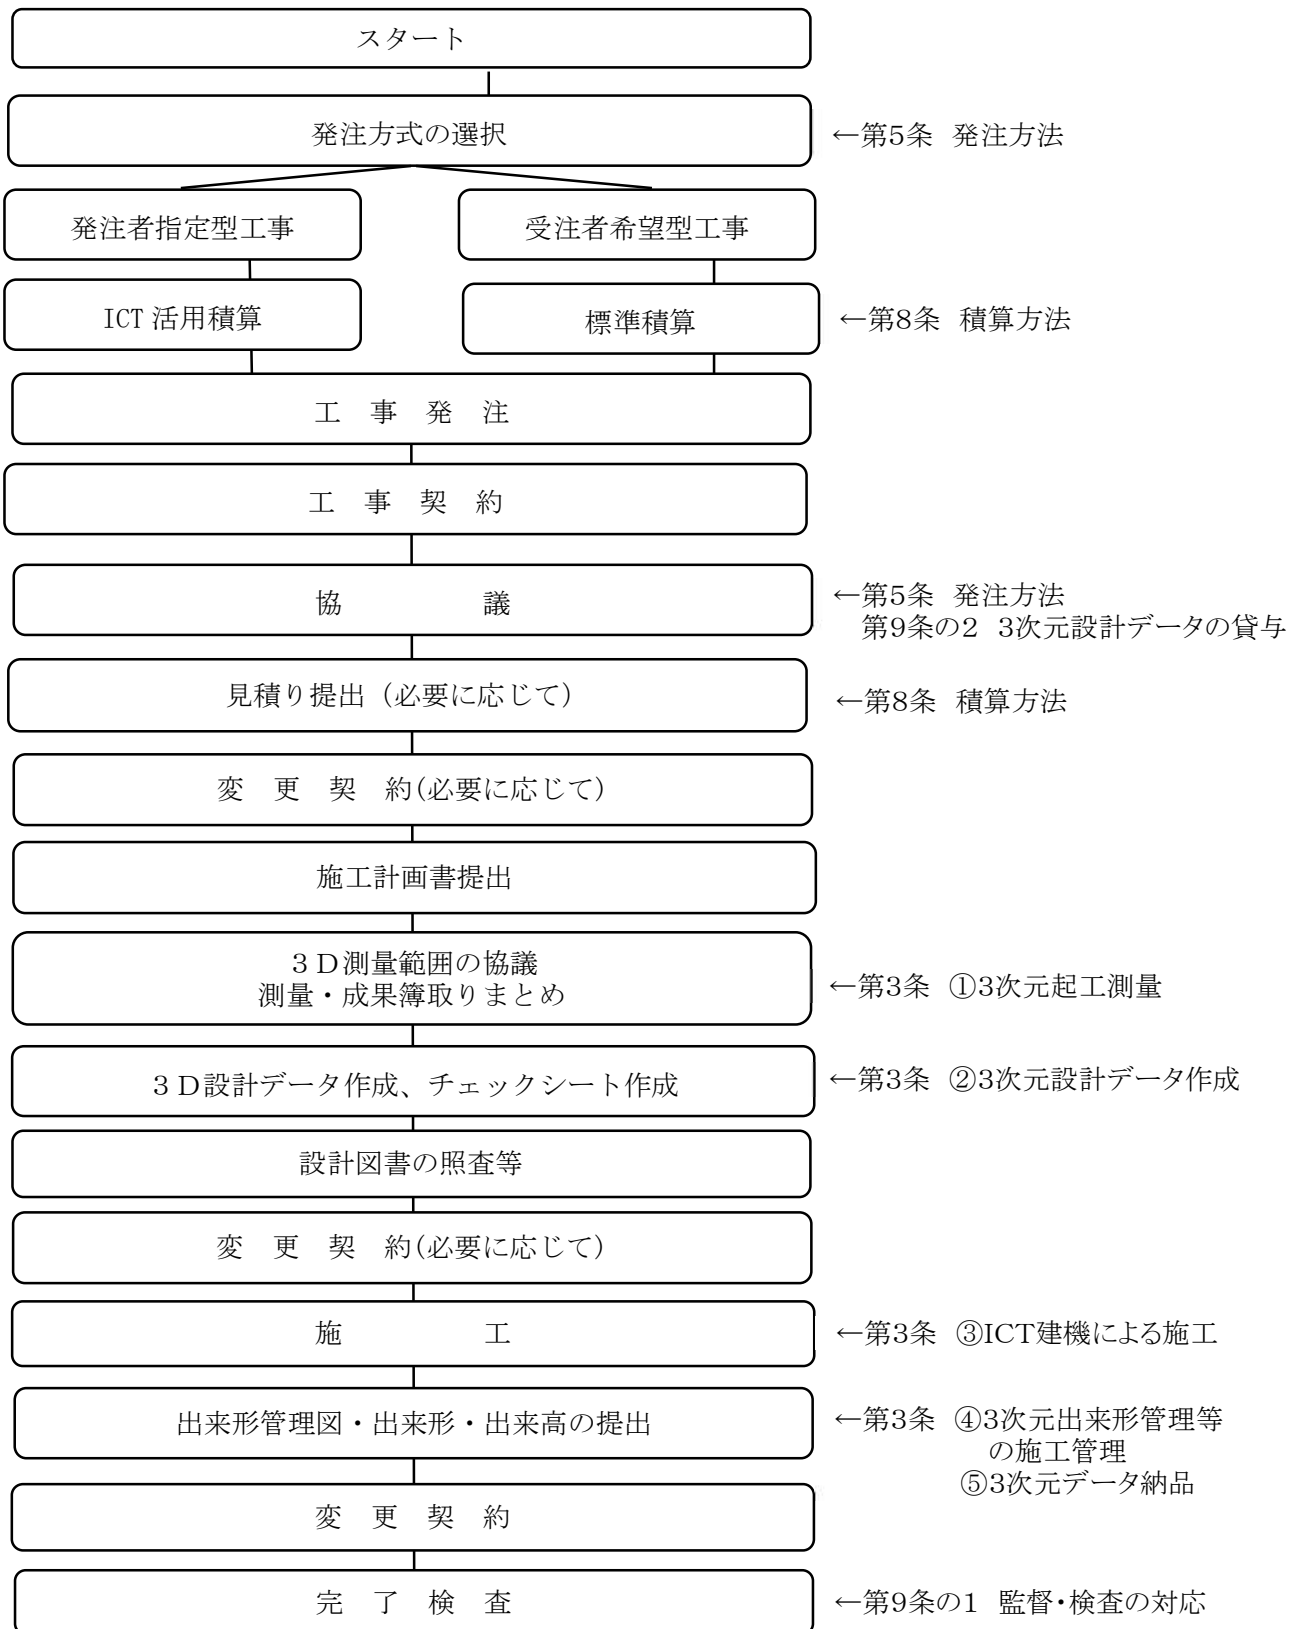 スタート
発注方式の選択
←第5条 発注方法
発注者指定型工事
受注者希望型工事
ICT 活用積算
標準積算
←第8条 積算方法
工 事 発 注
工 事 契 約
協 議
←第5条 発注方法
第9条の2 3次元設計データの貸与
見積り提出（必要に応じて）
←第8条 積算方法
変 更 契 約(必要に応じて)
施工計画書提出
３Ｄ測量範囲の協議
測量・成果簿取りまとめ
←第3条 ①3次元起工測量
３Ｄ設計データ作成、チェックシート作成
←第3条 ②3次元設計データ作成
設計図書の照査等
変 更 契 約(必要に応じて)
施 工
←第3条 ③ICT建機による施工
出来形管理図・出来形・出来高の提出
←第3条 ④3次元出来形管理等
の施工管理
⑤3次元データ納品
変 更 契 約
完 了 検 査
←第9条の1 監督・検査の対応